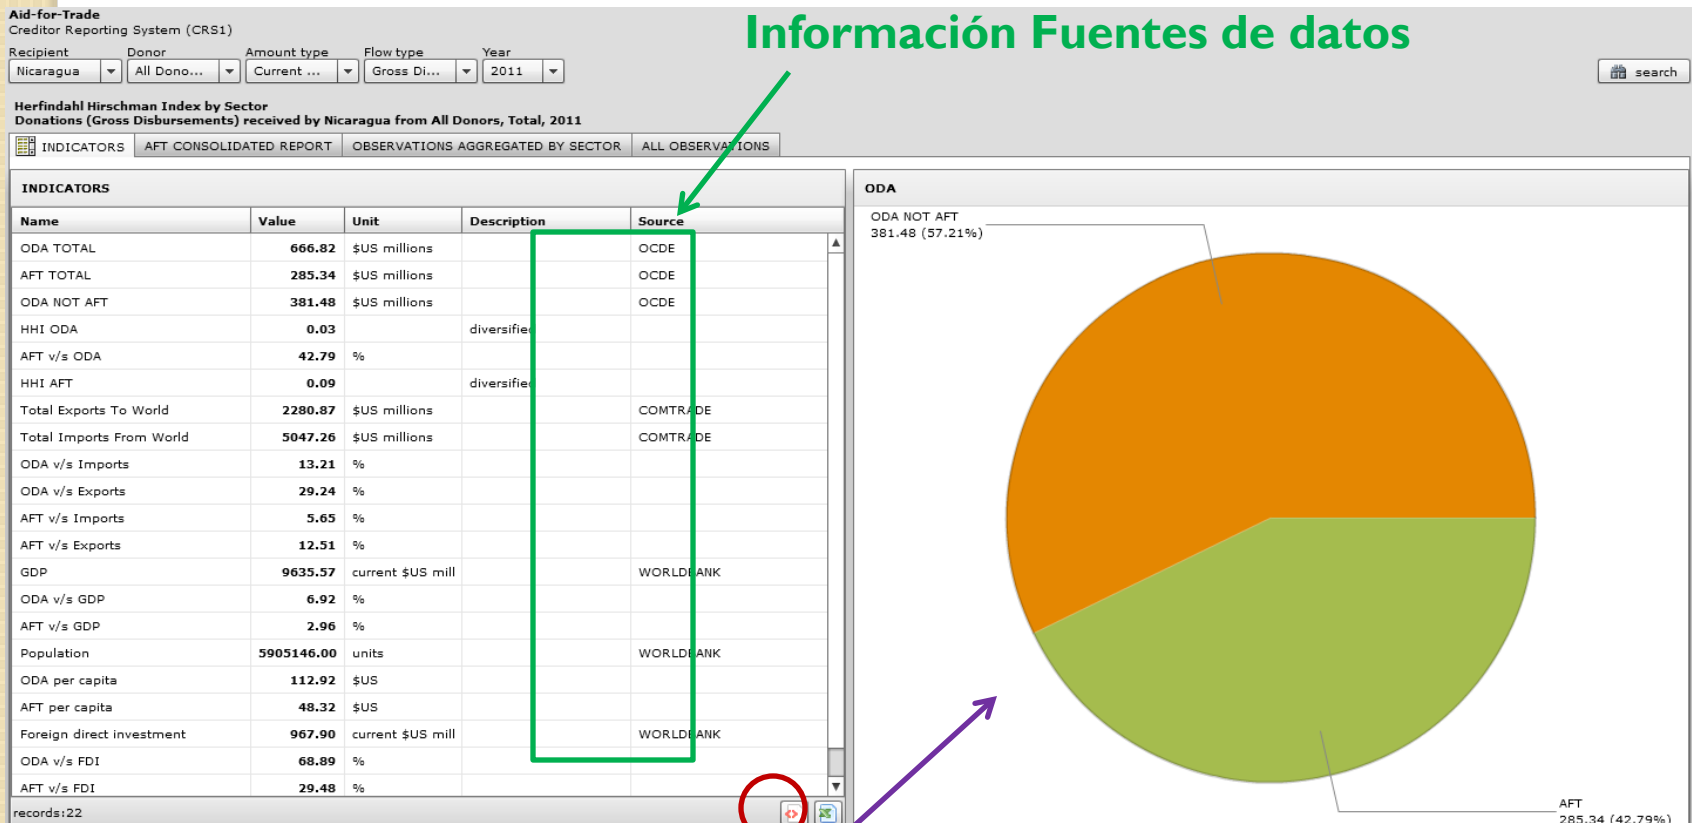 Aid-for-Trade
Creditor Reporting System (CRS1)
Información Fuentes de datos
Recipient Donor Amount type Flow type Year
Nicaragua All Dono... Current ... Gross Di... 2011 search
Herfindahl Hirschman Index by Sector
Donations (Gross Disbursements) received by Nicaragua from All Donors, Total, 2011
INDICATORS AFT CONSOLIDATED REPORT OBSERVATIONS AGGREGATED BY SECTOR ALL OBSERVATIONS
INDICATORS
Name Value Unit Description Source
ODA TOTAL 666.82 $US millions OCDE
AFT TOTAL 285.34 $US millions OCDE
ODA NOT AFT 381.48 $US millions OCDE
HHI ODA 0.03 diversified
AFT v/s ODA 42.79 %
HHI AFT 0.09 diversified
Total Exports To World 2280.87 $US millions COMTRADE
Total Imports From World 5047.26 $US millions COMTRADE
ODA v/s Imports 13.21 %
ODA v/s Exports 29.24 %
AFT v/s Imports 5.65 %
AFT v/s Exports 12.51 %
GDP 9635.57 current $US mill WORLDBANK
ODA v/s GDP 6.92 %
AFT v/s GDP 2.96 %
Population 5905146.00 units WORLDBANK
ODA per capita 112.92 $US
AFT per capita 48.32 $US
Foreign direct investment 967.90 current $US mill WORLDBANK
ODA v/s FDI 68.89 %
AFT v/s FDI 29.48 %
records:22
ODA
ODA NOT AFT
381.48 (57.21%)
AFT
285.34 (42.79%)